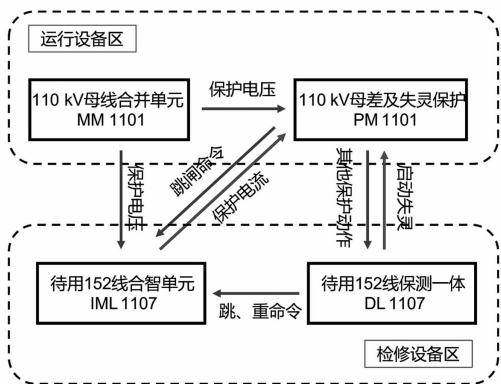 运行设备区
110 kV母线合并单元
MM 1101
保护电压
110 kV母差及失灵保护
PM 1101
保护电压
跳闸命令
保护电流
其他保护动作
启动失灵
待用152线合智单元
IML 1107
跳、重命令
待用152线保测一体
DL 1107
检修设备区